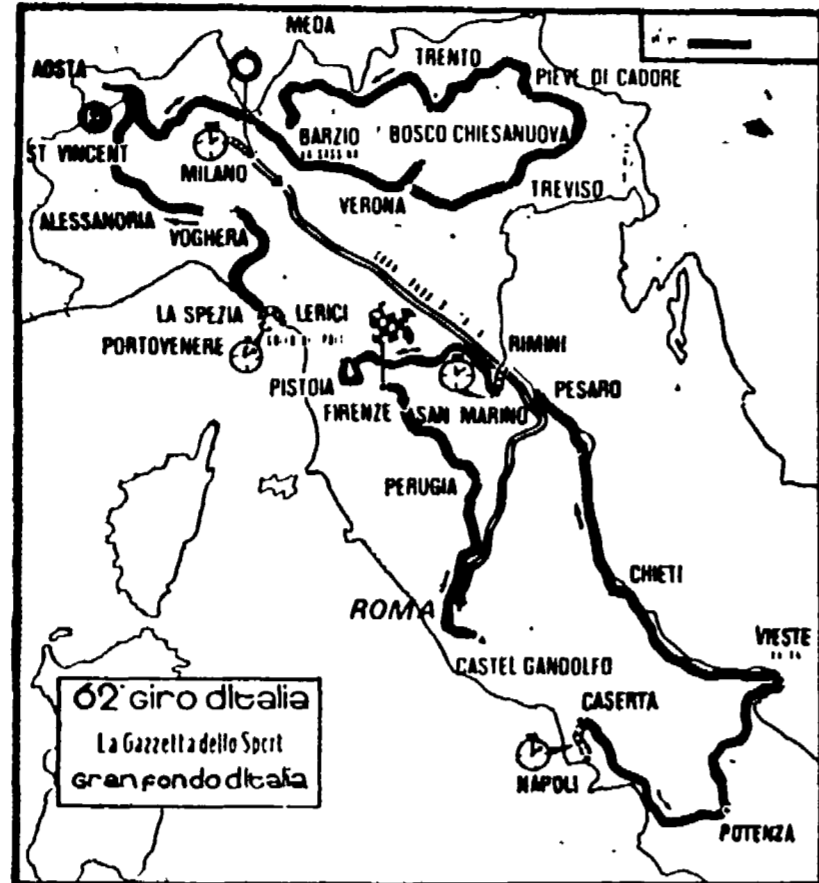 MEDA
AOSTA
TRENTO
PIEVE DI CADORE
BARZIO
BOSCO CHIESANUOVA
ST VINCENT
MILANO
VERONA
TREVISO
ALESSANDRIA
VOGHERA
LA SPEZIA
LERICI
PORTOVENERE
RIMINI
PISTOIA
PESARO
FIRENZE
SAN MARINO
PERUGIA
CHIETI
ROMA
VIESTE
CASTEL GANDOLFO
CASERTA
NAPOLI
POTENZA
62° Giro d'Italia
La Gazzetta dello Sport
Gran fondo d'Italia